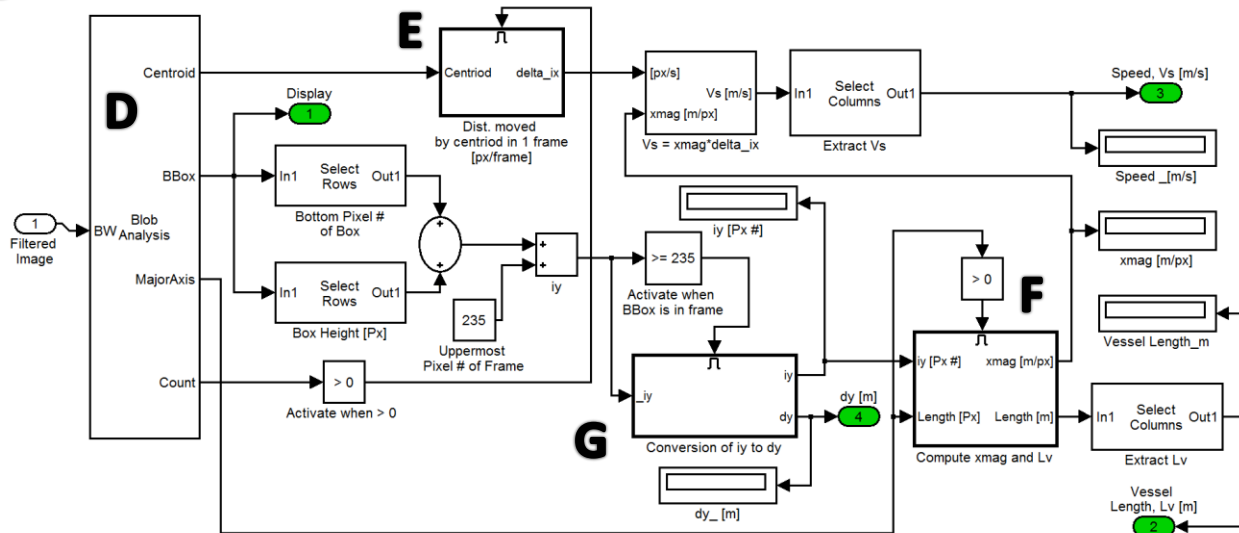 D
Centroid
BBox
BW
Blob
Analysis
MajorAxis
Count
1
Filtered
Image
Display
1
In1
Select
Rows
Out1
Bottom Pixel #
of Box
In1
Select
Rows
Out1
Box Height [Px]
> 0
Activate when > 0
+
+
235
Uppermost
Pixel # of Frame
+
+
iy
E
Centriod
delta_ix
Dist. moved
by centriod in 1 frame
[px/frame]
[px/s]
Vs [m/s]
xmag [m/px]
Vs = xmag*delta_ix
In1
Select
Columns
Out1
Extract Vs
Speed, Vs [m/s]
3
Speed _[m/s]
iy [Px #]
>= 235
Activate when
BBox is in frame
G
_iy
iy
dy
Conversion of iy to dy
dy [m]
4
dy_ [m]
> 0
F
iy [Px #]
xmag [m/px]
Length [Px]
Length [m]
Compute xmag and Lv
xmag [m/px]
Vessel Length_m
In1
Select
Columns
Out1
Extract Lv
Vessel
Length, Lv [m]
2